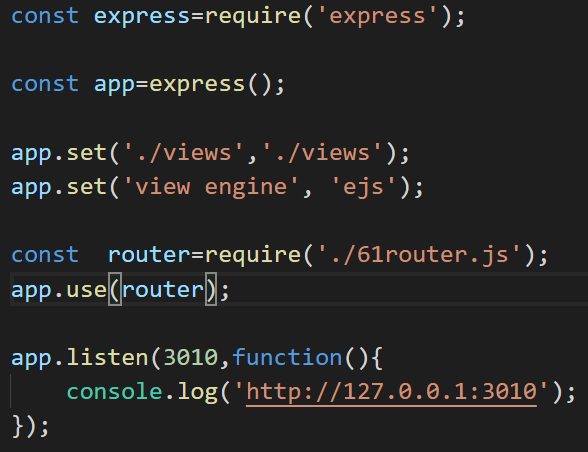 const express=require('express');
const app=express();
app.set('./views','./views');
app.set('view engine', 'ejs');
const  router=require('./61router.js');
app.use(router);
app.listen(3010,function(){
    console.log('http://127.0.0.1:3010');
});